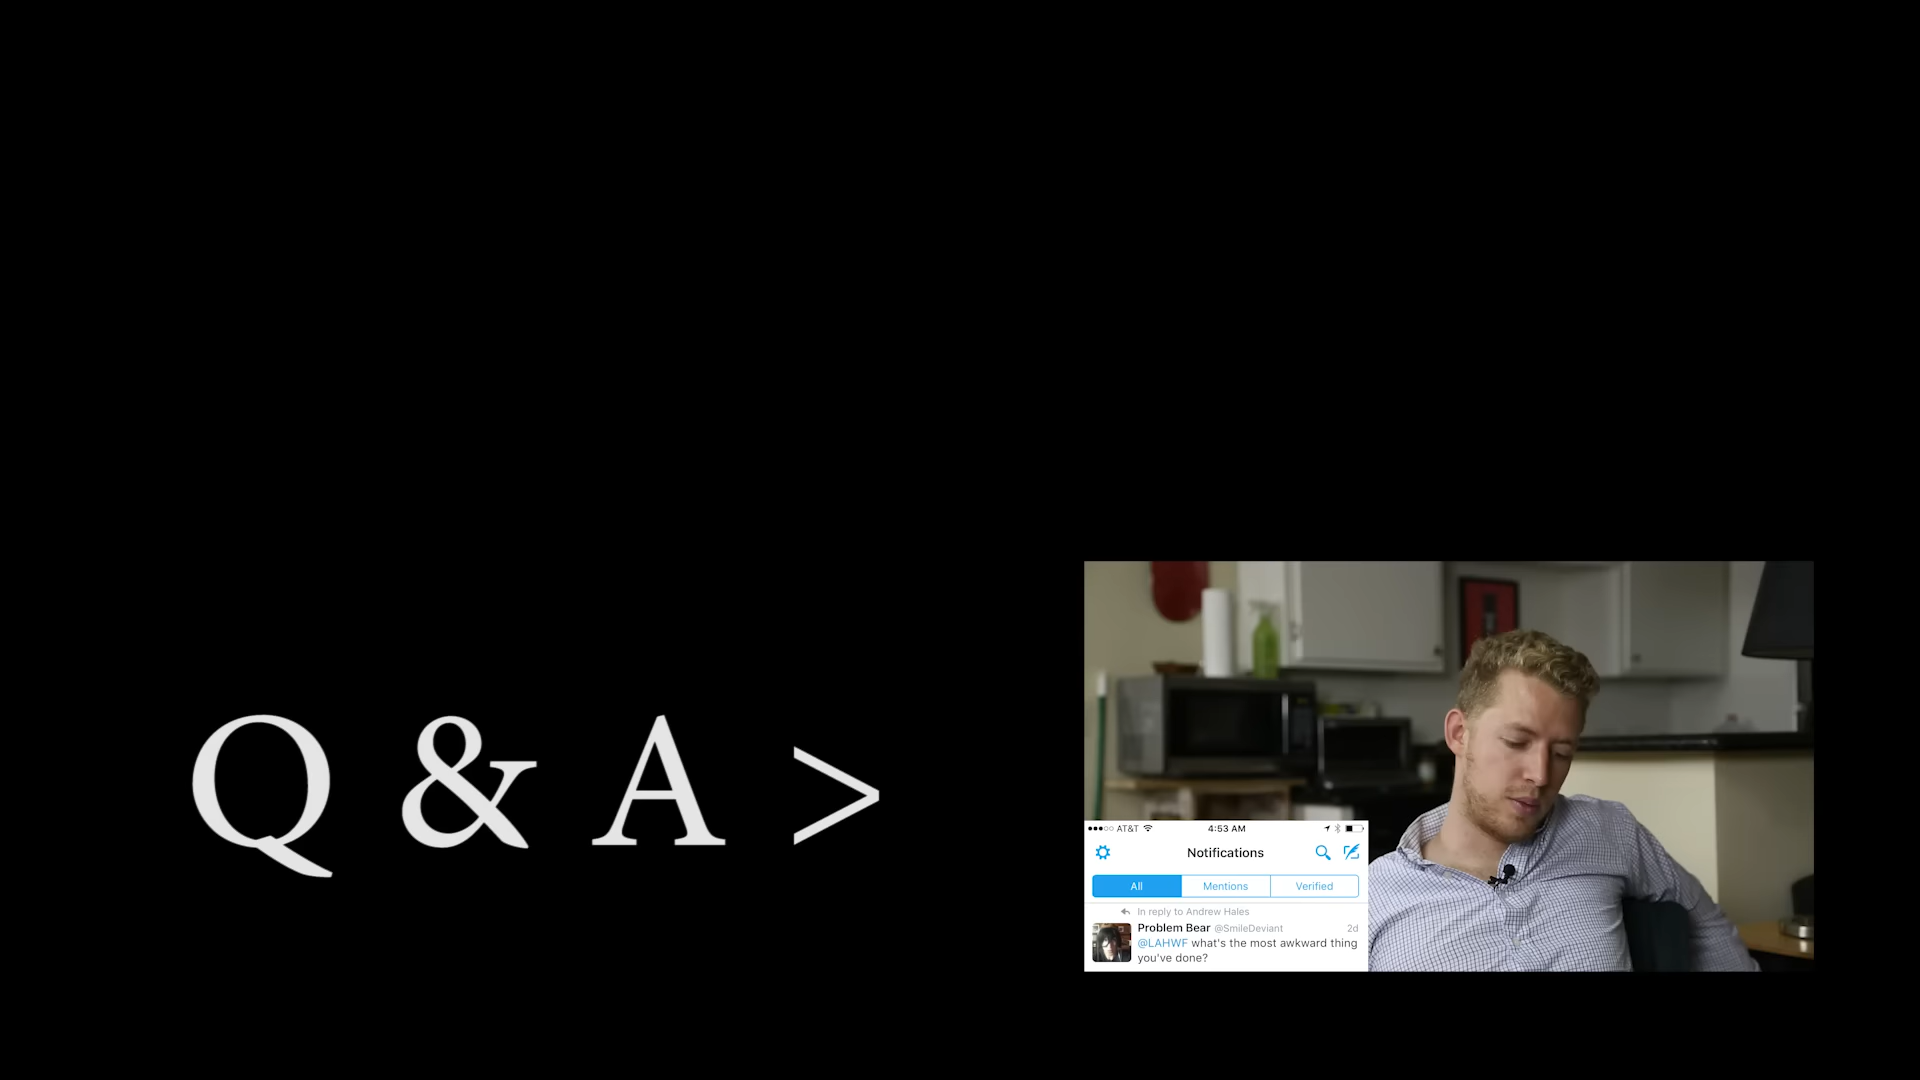 Q & A >
AT&T 4:53 AM
Notifications
All Mentions Verified
In reply to Andrew Hales
Problem Bear @SmileDeviant 2d
@LAHWF what's the most awkward thing
you've done?